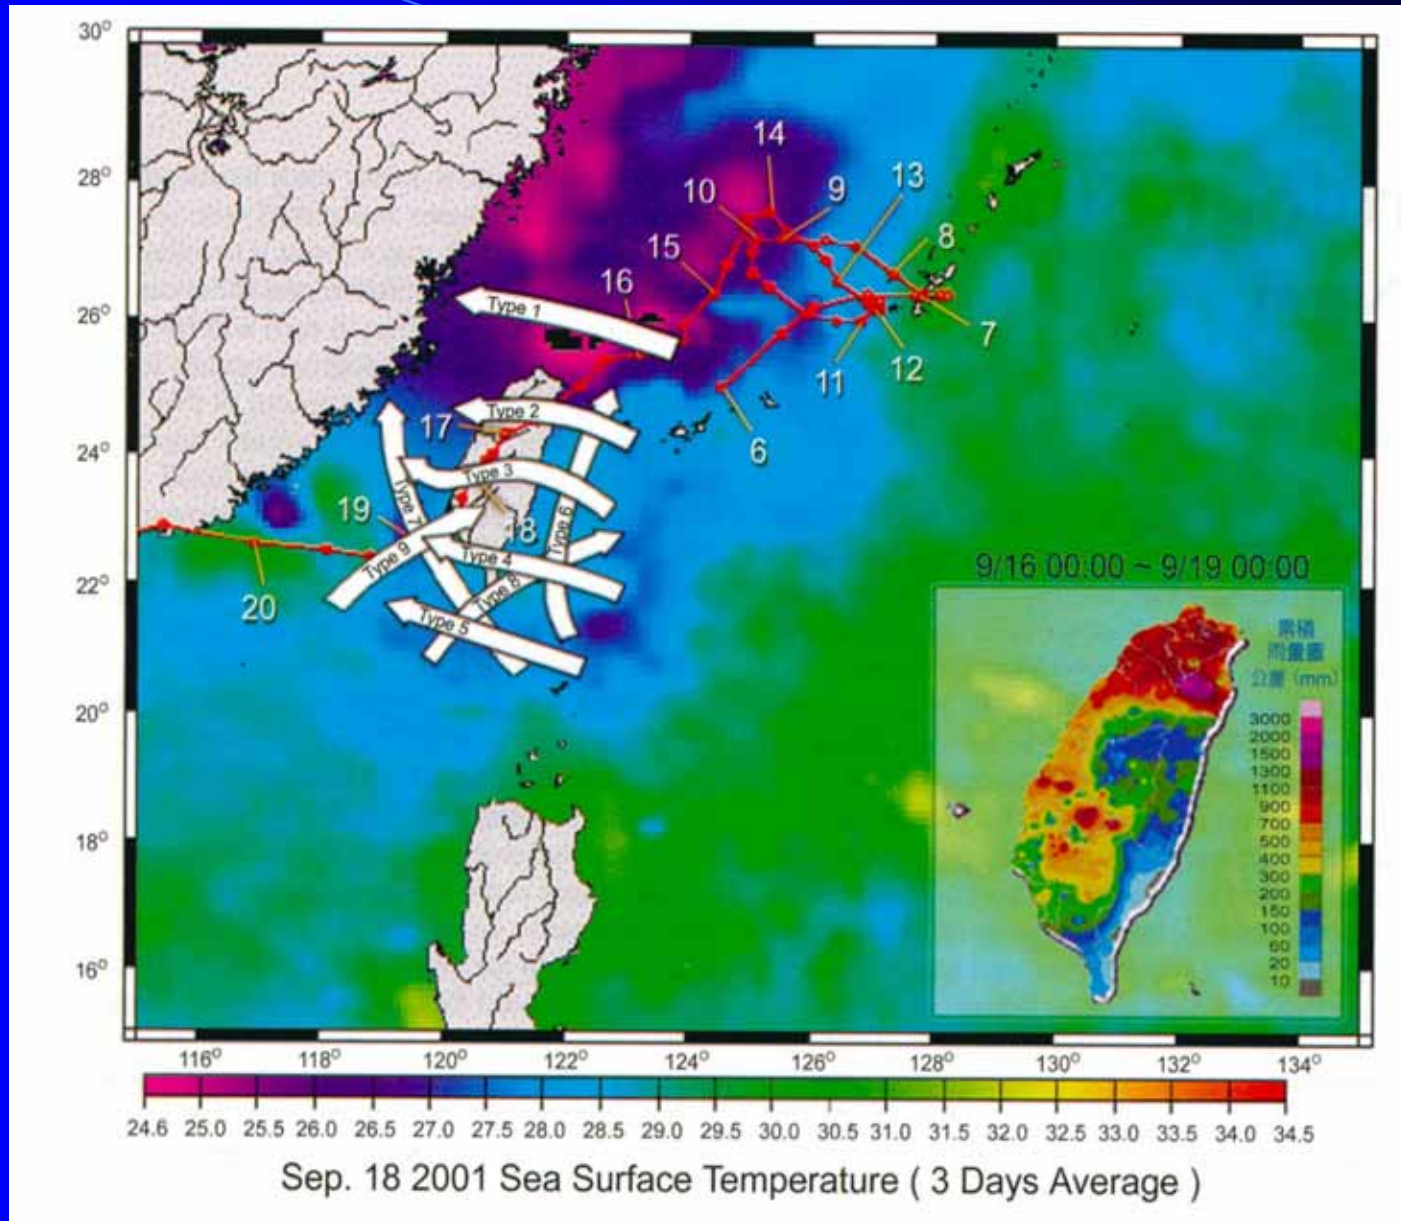 30°
28°
26°
24°
22°
20°
18°
16°
14
10
9
13
15
8
16
Type 1
7
11
12
6
17
Type 2
Type 3
19
Type 7
18
Type 6
Type 9
Type 4
Type 8
Type 5
20
9/16 00:00 ~ 9/19 00:00
累積
雨量圖
公厘 (mm)
3000
2000
1500
1300
1100
900
700
500
400
300
200
150
100
60
20
10
116° 118° 120° 122° 124° 126° 128° 130° 132° 134°
24.6 25.0 25.5 26.0 26.5 27.0 27.5 28.0 28.5 29.0 29.5 30.0 30.5 31.0 31.5 32.0 32.5 33.0 33.5 34.0 34.5
Sep. 18 2001 Sea Surface Temperature ( 3 Days Average )